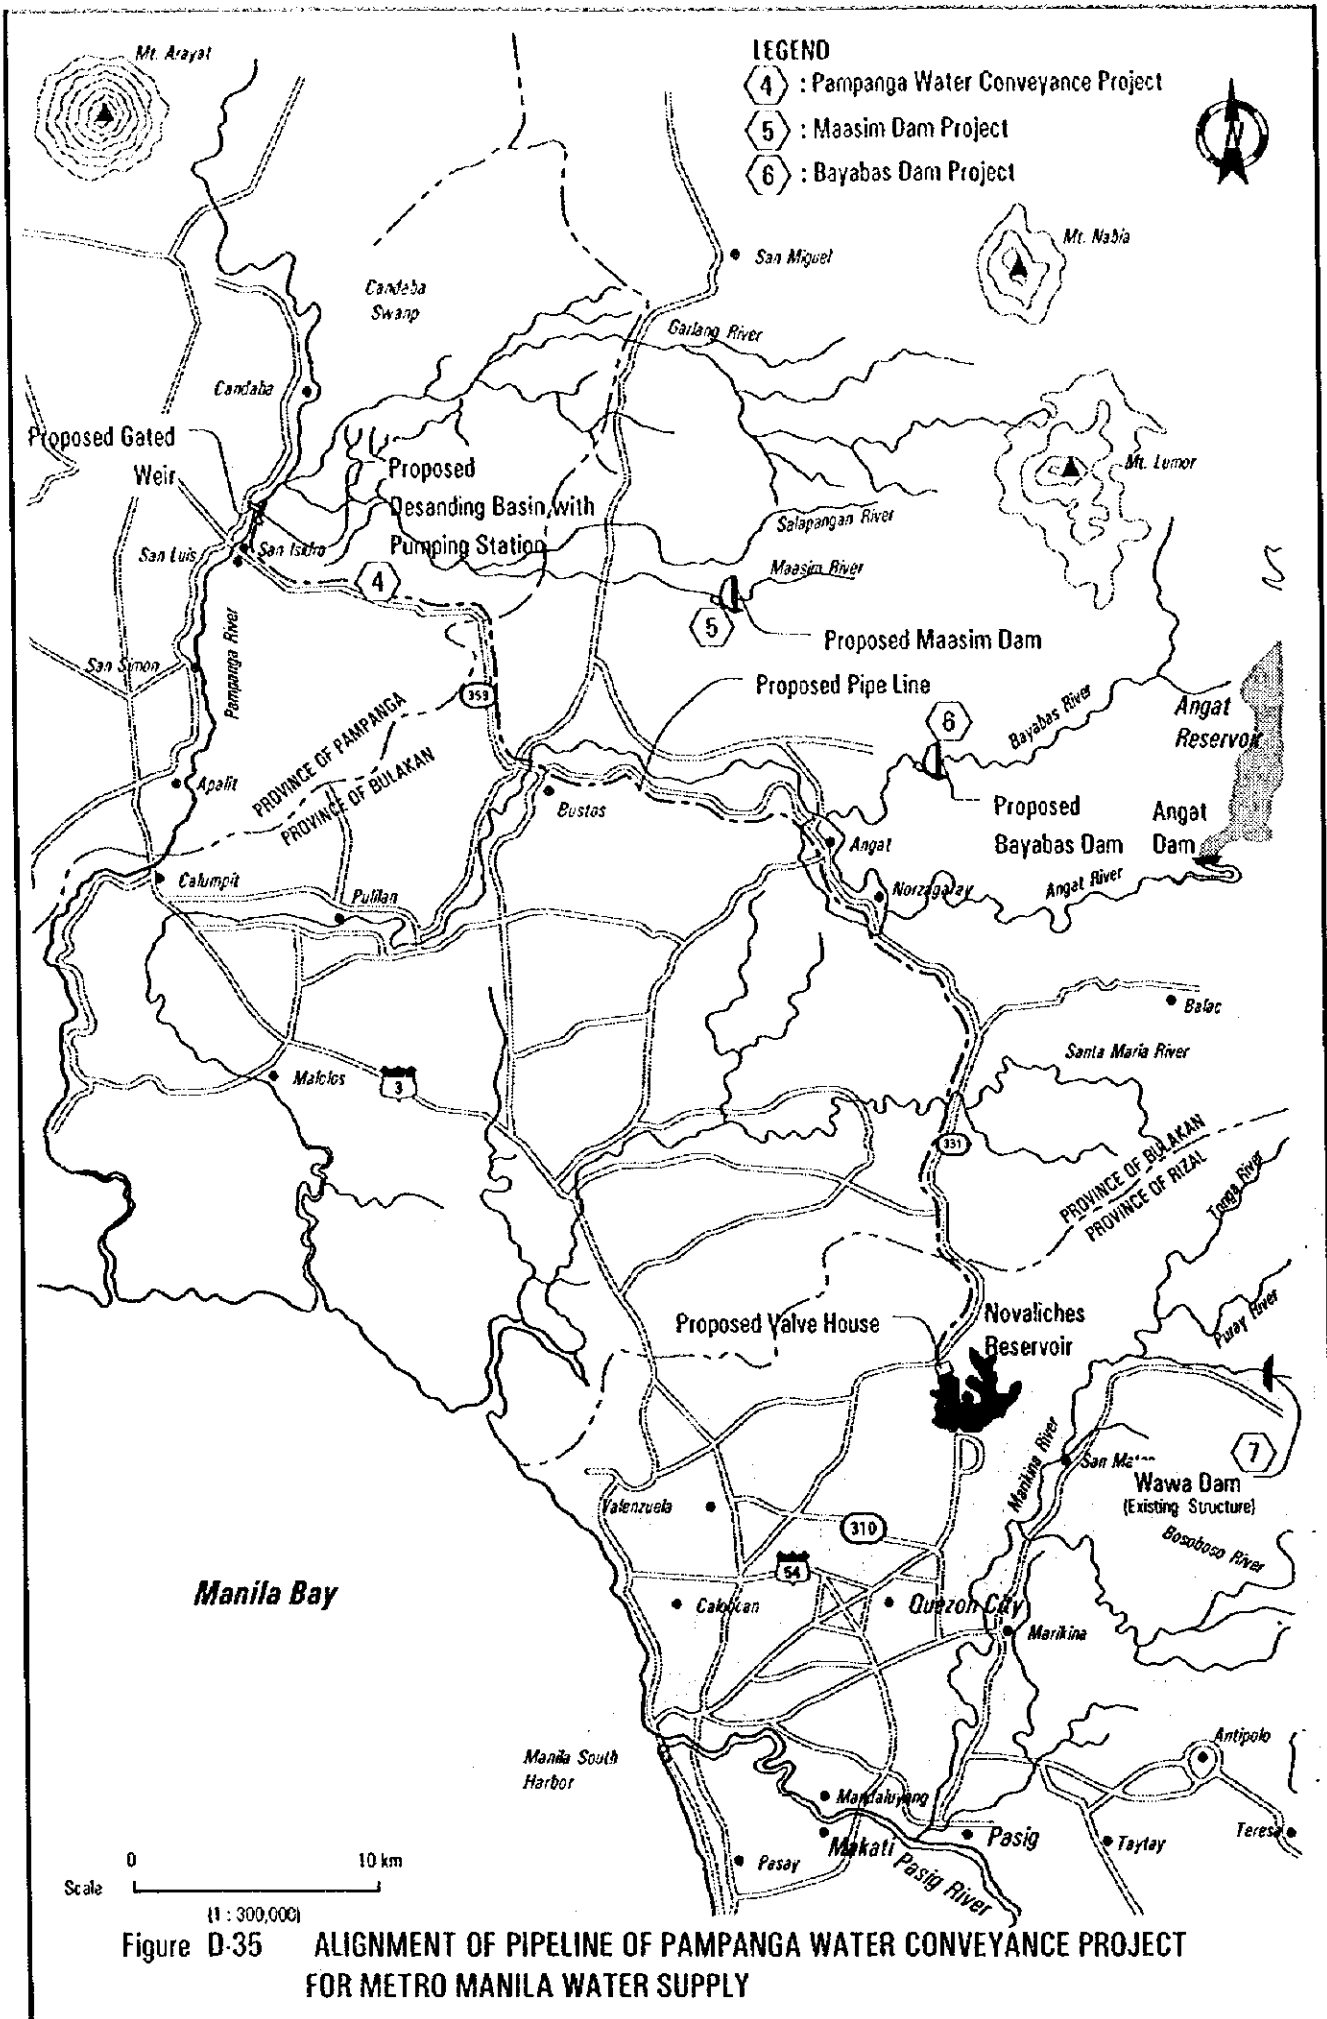 Mt. Arayat
LEGEND
4 : Pampanga Water Conveyance Project
5 : Maasim Dam Project
6 : Bayabas Dam Project
N
San Miguel
Mt. Nabia
Candaba
Swamp
Garlang River
Candaba
Proposed Gated
Weir
Proposed
Desanding Basin with
Pumping Station
Mt. Lumor
Salapangan River
San Luis
San Isidro
Maasim River
4
5
Proposed Maasim Dam
San Simon
Pampanga River
Proposed Pipe Line
353
6
Bayabas River
Angat
Reservoir
PROVINCE OF PAMPANGA
PROVINCE OF BULAKAN
Apalit
Bustos
Proposed
Bayabas Dam
Angat
Dam
Angat
Calumpit
Pulilan
Norzagaray
Angat River
Balac
Santa Maria River
Malolos
3
331
PROVINCE OF BULAKAN
PROVINCE OF RIZAL
Tonga River
Proposed Valve House
Novaliches
Reservoir
Puray River
Marikina River
San Mateo
7
Wawa Dam
(Existing Structure)
Valenzuela
310
Bosoboso River
54
Manila Bay
Caloocan
Quezon City
Marikina
Manila South
Harbor
Antipolo
Mandaluyang
Makati
Pasig
Taytay
Teresa
Pasay
Pasig River
0 10 km
Scale
(1 : 300,000)
Figure D-35 ALIGNMENT OF PIPELINE OF PAMPANGA WATER CONVEYANCE PROJECT
FOR METRO MANILA WATER SUPPLY